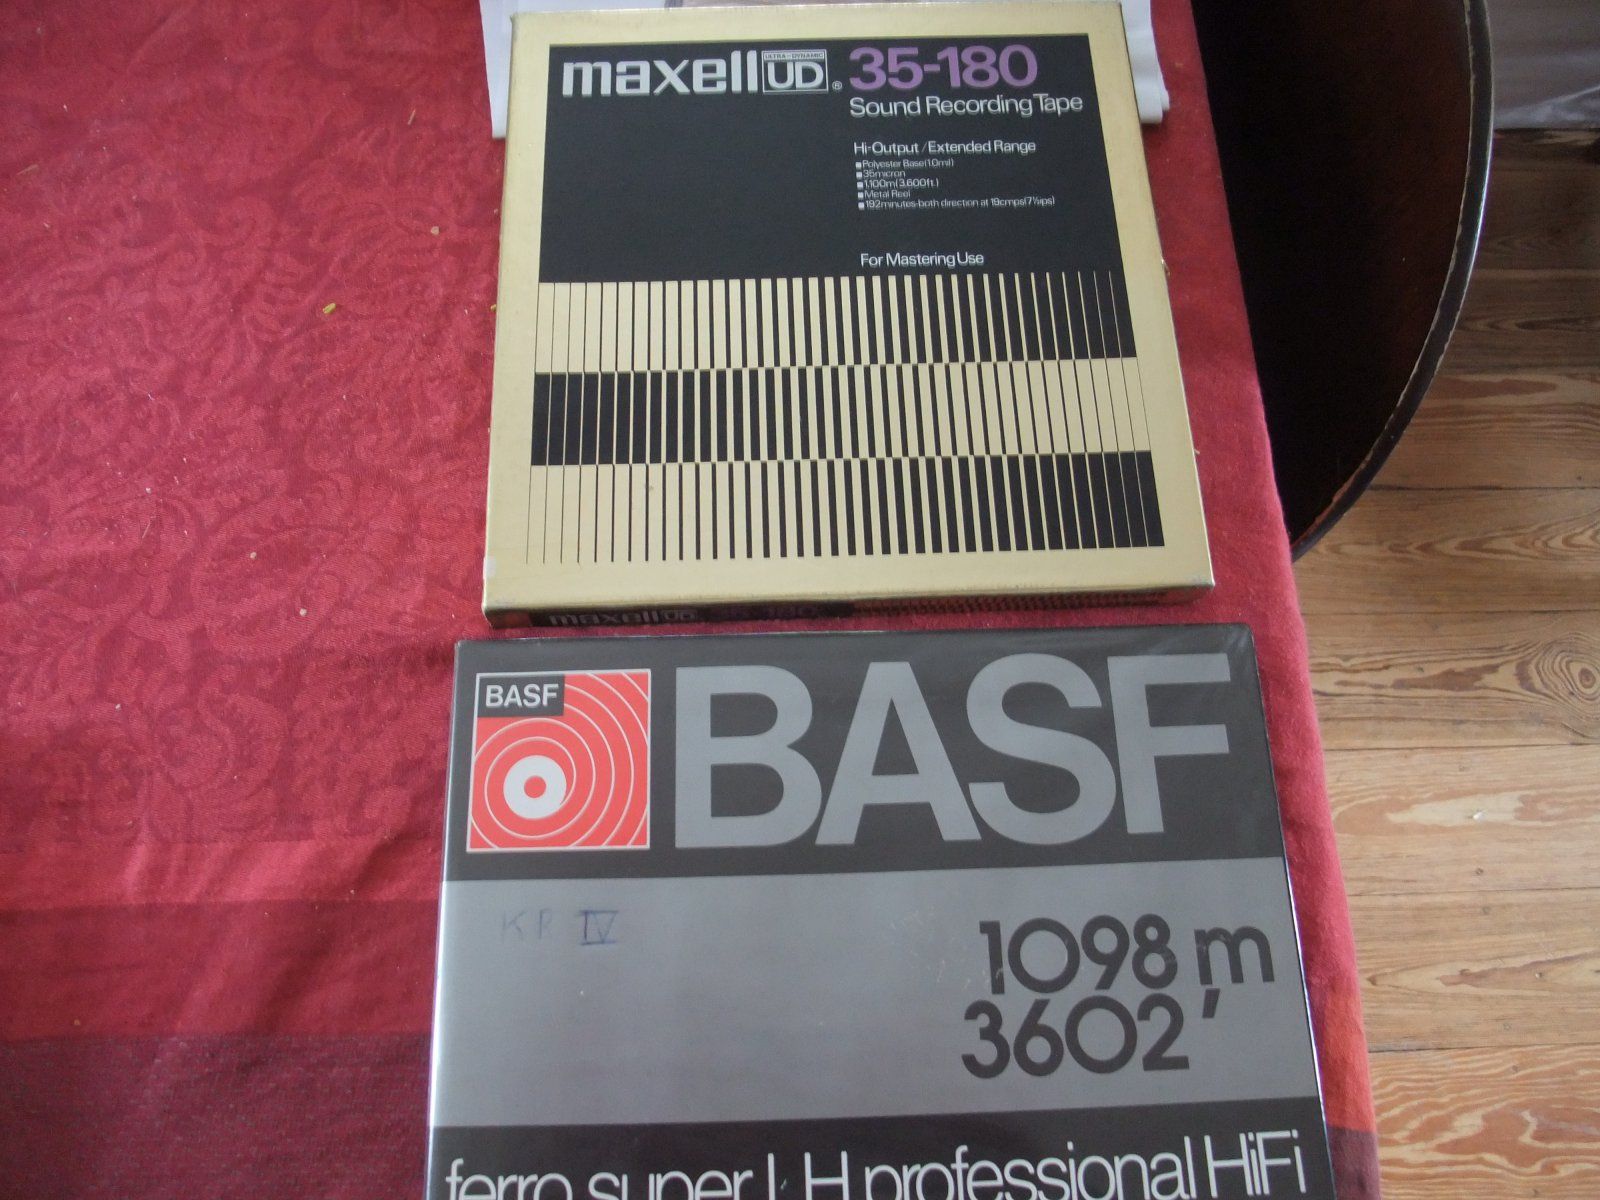 maxell ULTRA-DYNAMIC UD ® 35-180
Sound Recording Tape
Hi-Output / Extended Range
■ Polyester Base (1.0mil)
■ 35micron
■ 1,100m (3,600ft.)
■ Metal Reel
■ 192minutes-both direction at 19cmps(7½ips)
For Mastering Use
maxell UD 35-180
BASF BASF
KR IV
1098 m
3602'
ferro super LH professional HiFi